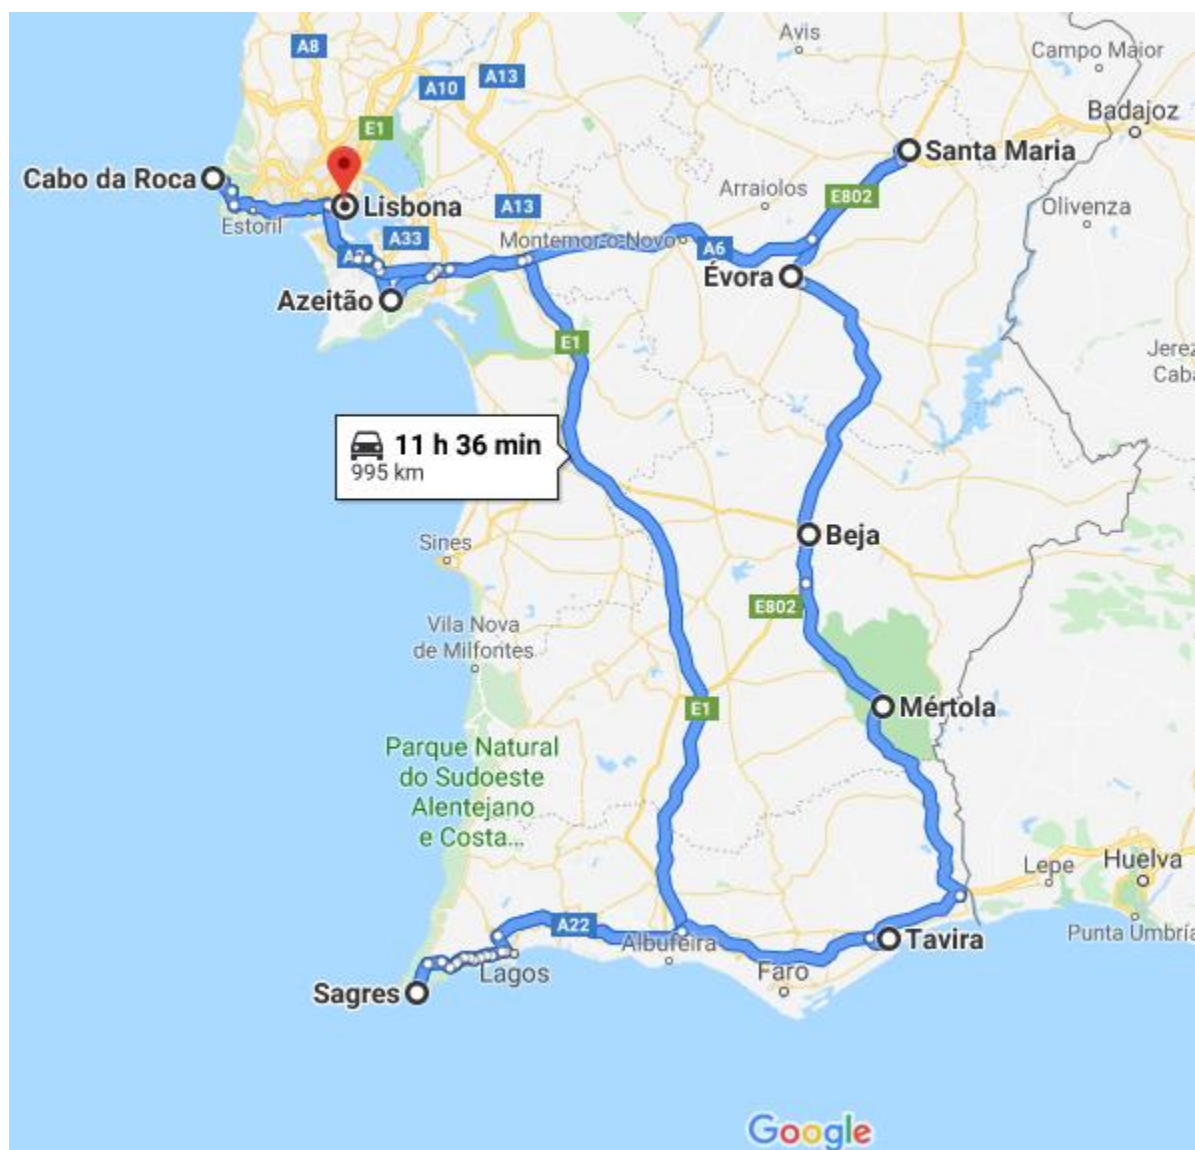 Avis
Campo Maior
A8
A13
A10
E1
Badajoz
Santa Maria
Cabo da Roca
Arraiolos
E802
Lisbona
A13
Olivenza
Estoril
A33
Montemor-o-Novo
A6
A2
Évora
Azeitão
E1
Jerez
Caba
11 h 36 min
995 km
Beja
Sines
E802
Vila Nova
de Milfontes
E1
Mértola
Parque Natural
do Sudoeste
Alentejano
e Costa...
Lepe
Huelva
A22
Albufeira
Tavira
Punta Umbría
Lagos
Faro
Sagres
Google